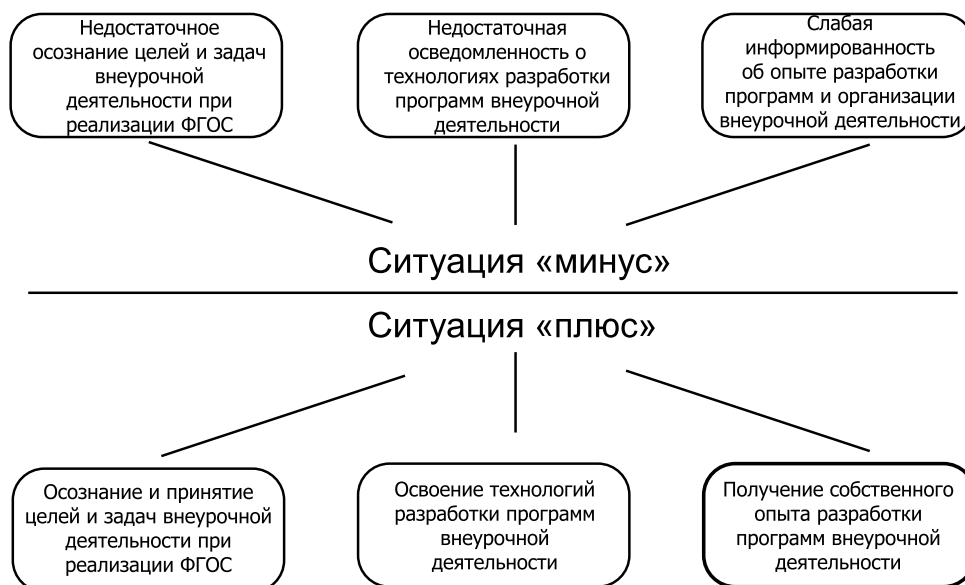 Недостаточное
осознание целей и задач
внеурочной
деятельности при
реализации ФГОС
Недостаточная
осведомленность о
технологиях разработки
программ внеурочной
деятельности
Слабая
информированность
об опыте разработки
программ и организации
внеурочной деятельности
Ситуация «минус»
Ситуация «плюс»
Осознание и принятие
целей и задач внеурочной
деятельности при
реализации ФГОС
Освоение технологий
разработки программ
внеурочной
деятельности
Получение собственного
опыта разработки
программ внеурочной
деятельности